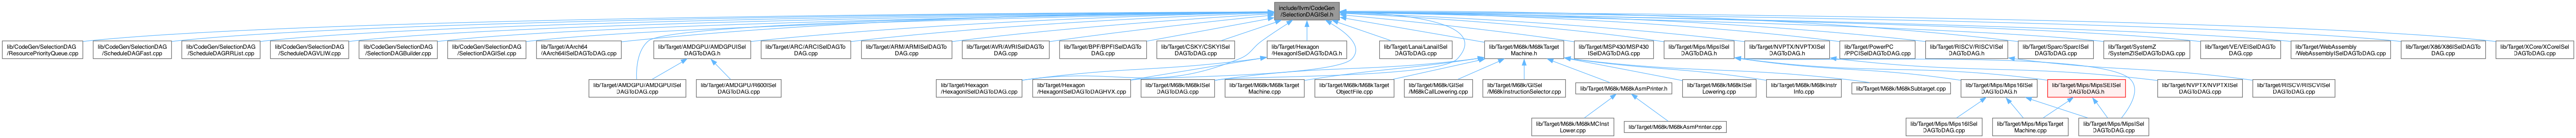 include/llvm/CodeGen
/SelectionDAGISel.h
lib/CodeGen/SelectionDAG
/ResourcePriorityQueue.cpp
lib/CodeGen/SelectionDAG
/ScheduleDAGFast.cpp
lib/CodeGen/SelectionDAG
/ScheduleDAGRRList.cpp
lib/CodeGen/SelectionDAG
/ScheduleDAGVLIW.cpp
lib/CodeGen/SelectionDAG
/SelectionDAGBuilder.cpp
lib/CodeGen/SelectionDAG
/SelectionDAGISel.cpp
lib/Target/AArch64
/AArch64ISelDAGToDAG.cpp
lib/Target/AMDGPU/AMDGPUISel
DAGToDAG.h
lib/Target/ARC/ARCISelDAGTo
DAG.cpp
lib/Target/ARM/ARMISelDAGTo
DAG.cpp
lib/Target/AVR/AVRISelDAGTo
DAG.cpp
lib/Target/BPF/BPFISelDAGTo
DAG.cpp
lib/Target/CSKY/CSKYISel
DAGToDAG.cpp
lib/Target/Hexagon
/HexagonISelDAGToDAG.h
lib/Target/Lanai/LanaiISel
DAGToDAG.cpp
lib/Target/M68k/M68kTarget
Machine.h
lib/Target/MSP430/MSP430
ISelDAGToDAG.cpp
lib/Target/Mips/MipsISel
DAGToDAG.h
lib/Target/NVPTX/NVPTXISel
DAGToDAG.h
lib/Target/PowerPC
/PPCISelDAGToDAG.cpp
lib/Target/RISCV/RISCVISel
DAGToDAG.h
lib/Target/Sparc/SparcISel
DAGToDAG.cpp
lib/Target/SystemZ
/SystemZISelDAGToDAG.cpp
lib/Target/VE/VEISelDAGTo
DAG.cpp
lib/Target/WebAssembly
/WebAssemblyISelDAGToDAG.cpp
lib/Target/X86/X86ISelDAGTo
DAG.cpp
lib/Target/XCore/XCoreISel
DAGToDAG.cpp
lib/Target/AMDGPU/AMDGPUISel
DAGToDAG.cpp
lib/Target/AMDGPU/R600ISel
DAGToDAG.cpp
lib/Target/Hexagon
/HexagonISelDAGToDAG.cpp
lib/Target/Hexagon
/HexagonISelDAGToDAGHVX.cpp
lib/Target/M68k/M68kISel
DAGToDAG.cpp
lib/Target/M68k/M68kTarget
Machine.cpp
lib/Target/M68k/M68kTarget
ObjectFile.cpp
lib/Target/M68k/GISel
/M68kCallLowering.cpp
lib/Target/M68k/GISel
/M68kInstructionSelector.cpp
lib/Target/M68k/M68kAsmPrinter.h
lib/Target/M68k/M68kISel
Lowering.cpp
lib/Target/M68k/M68kInstr
Info.cpp
lib/Target/M68k/M68kSubtarget.cpp
lib/Target/Mips/Mips16ISel
DAGToDAG.h
lib/Target/Mips/MipsSEISel
DAGToDAG.h
lib/Target/NVPTX/NVPTXISel
DAGToDAG.cpp
lib/Target/RISCV/RISCVISel
DAGToDAG.cpp
lib/Target/M68k/M68kMCInst
Lower.cpp
lib/Target/M68k/M68kAsmPrinter.cpp
lib/Target/Mips/Mips16ISel
DAGToDAG.cpp
lib/Target/Mips/MipsTarget
Machine.cpp
lib/Target/Mips/MipsISel
DAGToDAG.cpp